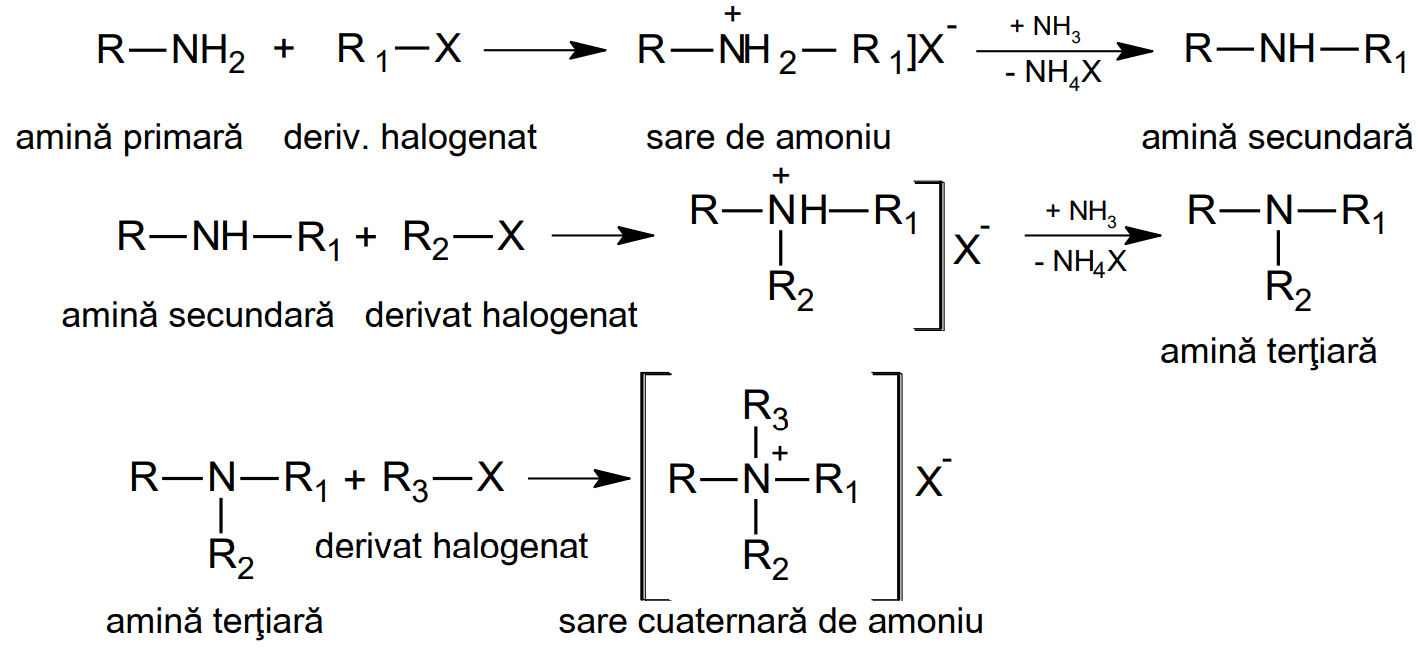 R—NH₂ + R₁—X ⟶ R—N⁺H₂—R₁]X⁻ + NH₃ - NH₄X R—NH—R₁
amină primară deriv. halogenat sare de amoniu amină secundară
R—NH—R₁ + R₂—X ⟶ R—N⁺H—R₁ R₂ ] X⁻ + NH₃ - NH₄X R—N—R₁ R₂
amină secundară derivat halogenat
amină terţiară
R—N—R₁ R₂ + R₃—X ⟶ [ R₃ R—N⁺—R₁ R₂ ] X⁻
derivat halogenat
amină terţiară sare cuaternară de amoniu